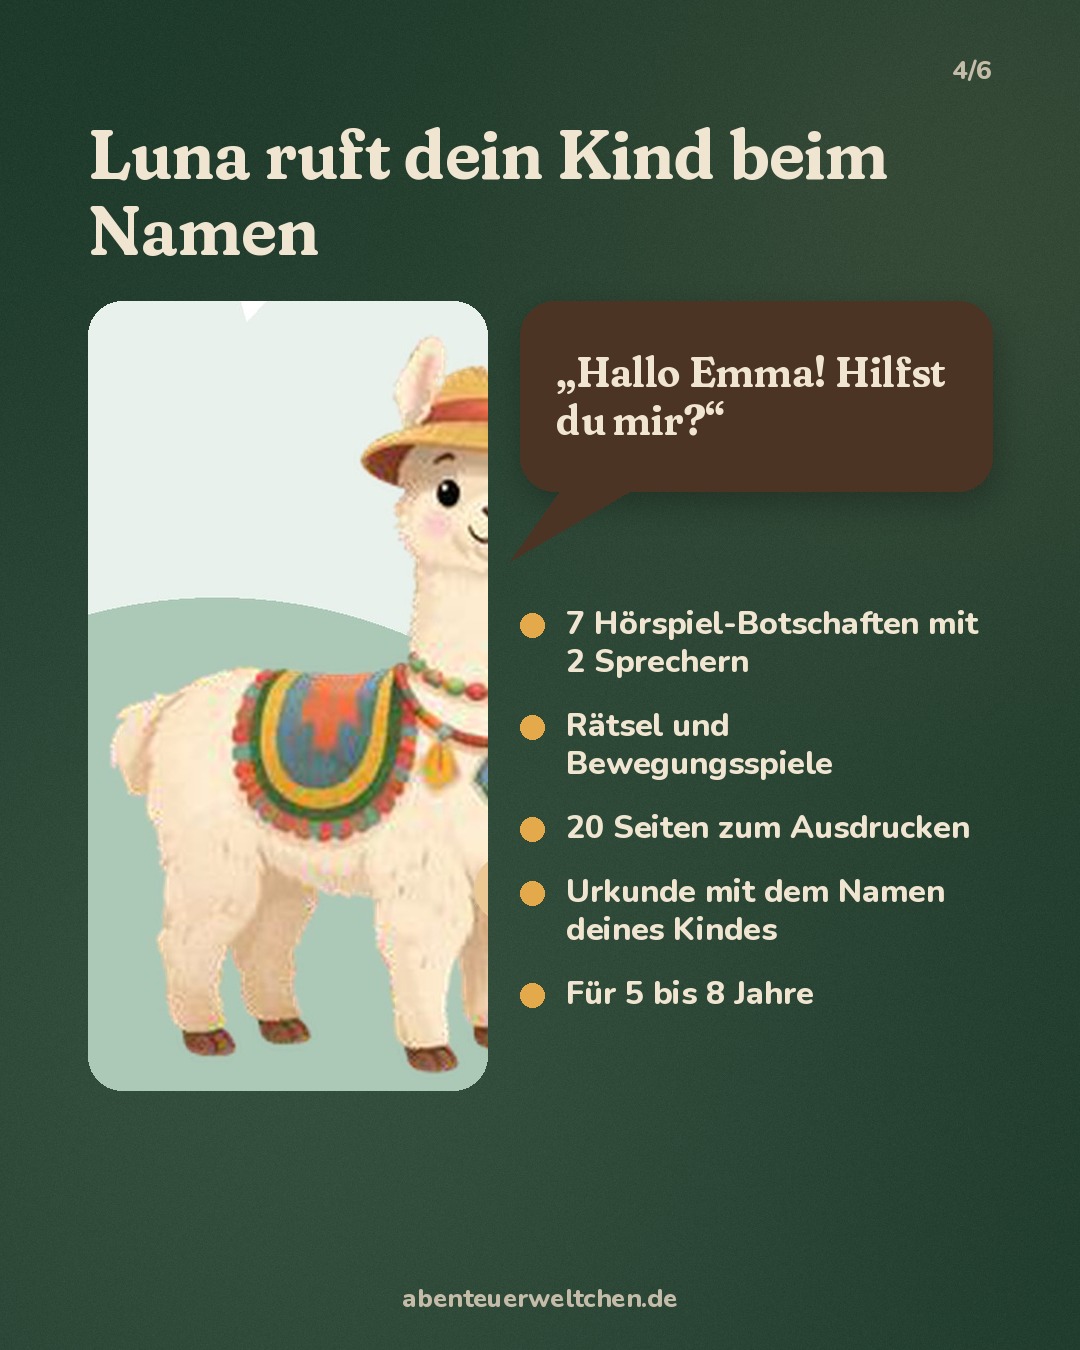 4/6
Luna ruft dein Kind beim
Namen
„Hallo Emma! Hilfst
du mir?“
7 Hörspiel-Botschaften mit
2 Sprechern
Rätsel und
Bewegungsspiele
20 Seiten zum Ausdrucken
Urkunde mit dem Namen
deines Kindes
Für 5 bis 8 Jahre
abenteuerweltchen.de